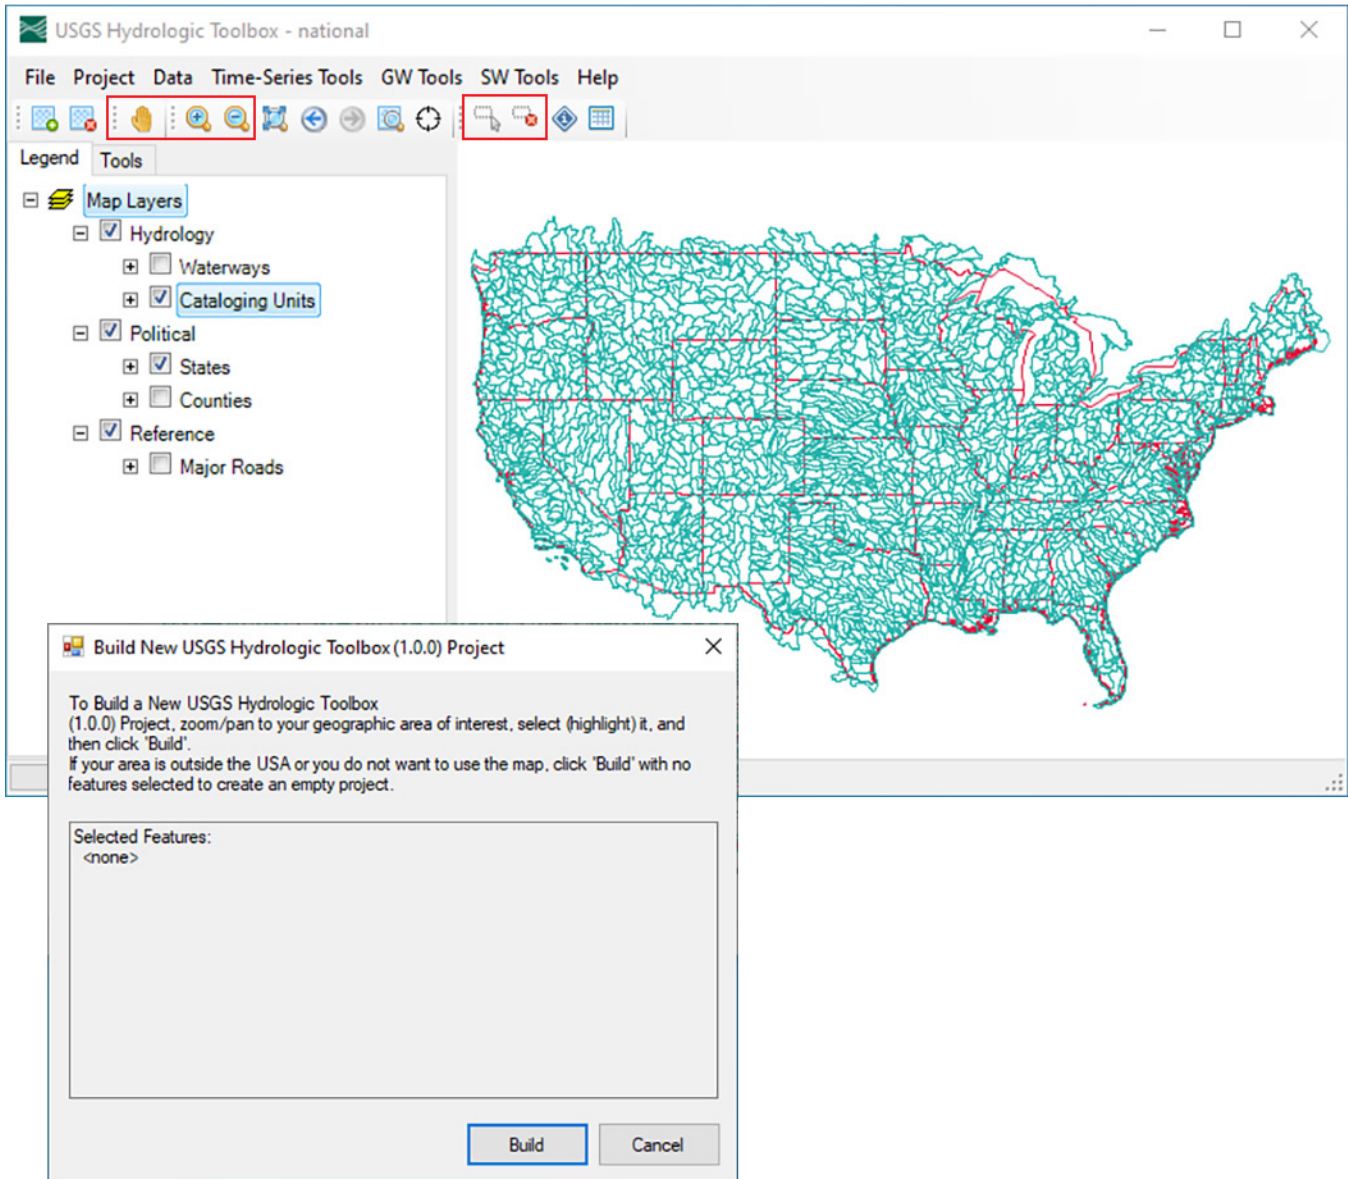 USGS Hydrologic Toolbox - national
File Project Data Time-Series Tools GW Tools SW Tools Help
Legend Tools
Map Layers
Hydrology
Waterways
Cataloging Units
Political
States
Counties
Reference
Major Roads
Build New USGS Hydrologic Toolbox (1.0.0) Project
To Build a New USGS Hydrologic Toolbox
(1.0.0) Project, zoom/pan to your geographic area of interest, select (highlight) it, and
then click 'Build'.
If your area is outside the USA or you do not want to use the map, click 'Build' with no
features selected to create an empty project.
Selected Features:
<none>
Build Cancel